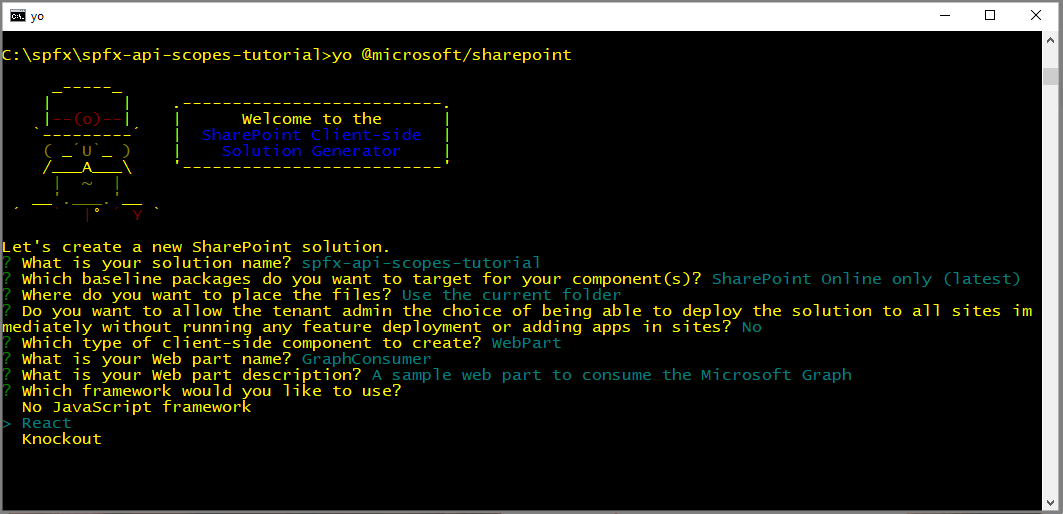 yo
C:\spfx\spfx-api-scopes-tutorial>yo @microsoft/sharepoint
Welcome to the
SharePoint Client-side
Solution Generator
Let's create a new SharePoint solution.
? What is your solution name? spfx-api-scopes-tutorial
? Which baseline packages do you want to target for your component(s)? SharePoint Online only (latest)
? Where do you want to place the files? Use the current folder
? Do you want to allow the tenant admin the choice of being able to deploy the solution to all sites im
mediately without running any feature deployment or adding apps in sites? No
? Which type of client-side component to create? WebPart
? What is your Web part name? GraphConsumer
? What is your Web part description? A sample web part to consume the Microsoft Graph
? Which framework would you like to use?
No JavaScript framework
> React
Knockout